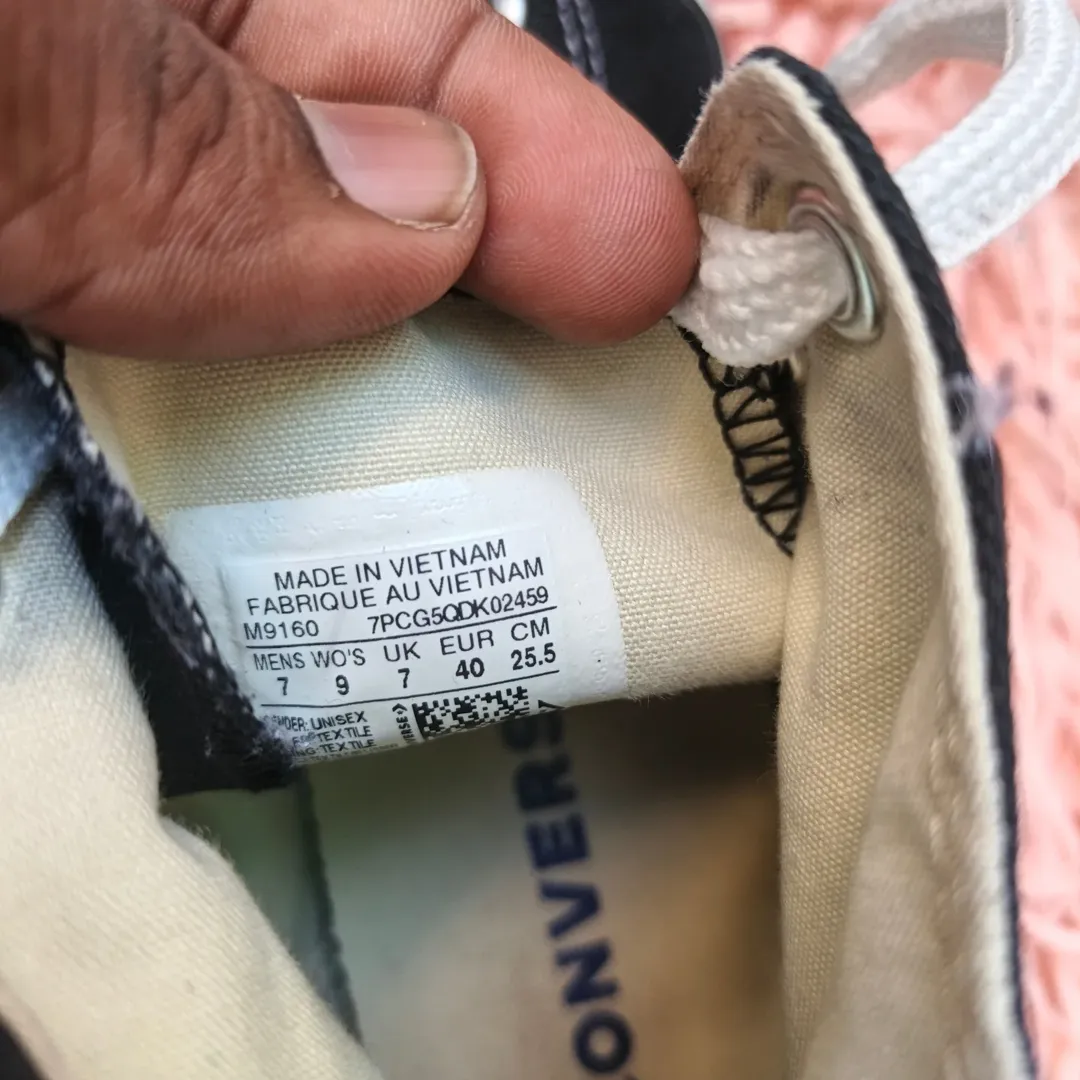 MADE IN VIETNAM
FABRIQUE AU VIETNAM
M9160 7PCG5QDK02459
MENS WO'S UK EUR CM
7 9 7 40 25.5
UNISEX
TEXTILE
TEXTILE
ONVERS